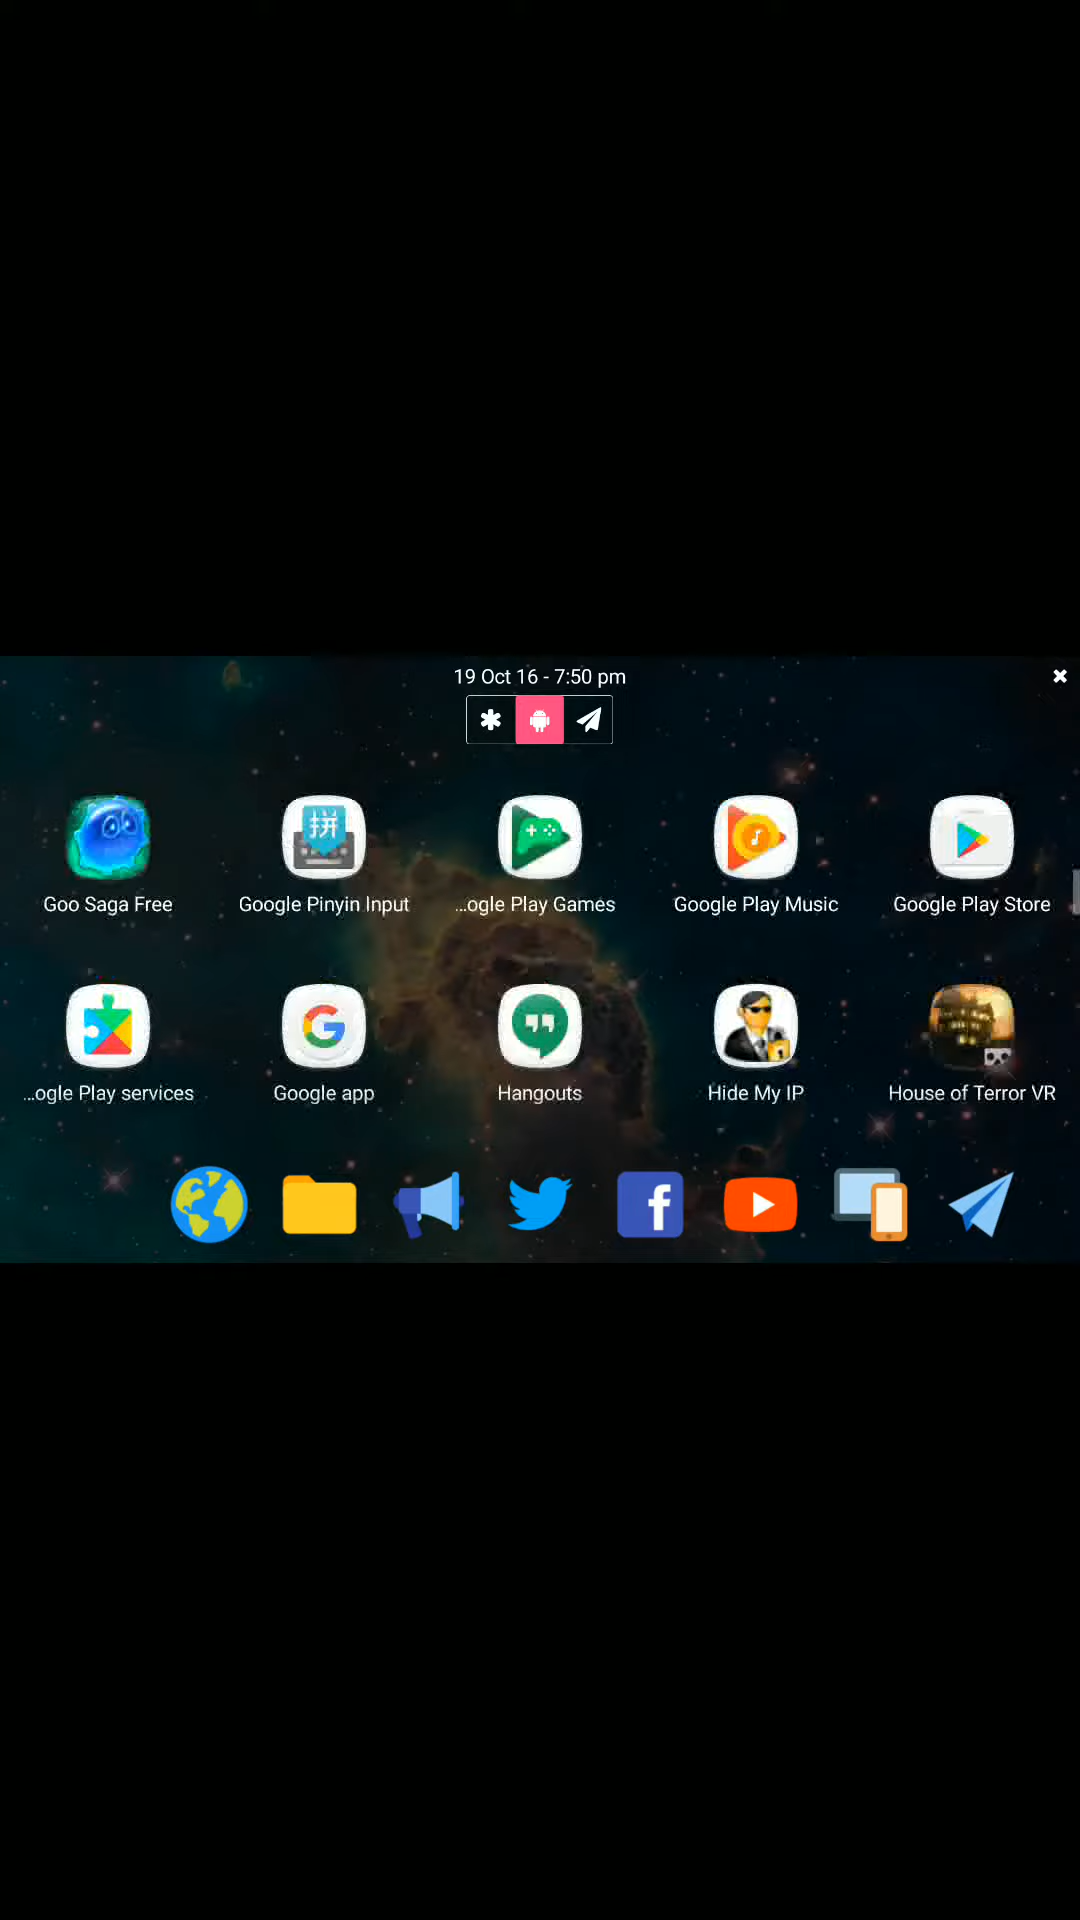 19 Oct 16 - 7:50 pm
拼
Goo Saga Free
Google Pinyin Input
...ogle Play Games
Google Play Music
Google Play Store
...ogle Play services
Google app
Hangouts
Hide My IP
House of Terror VR